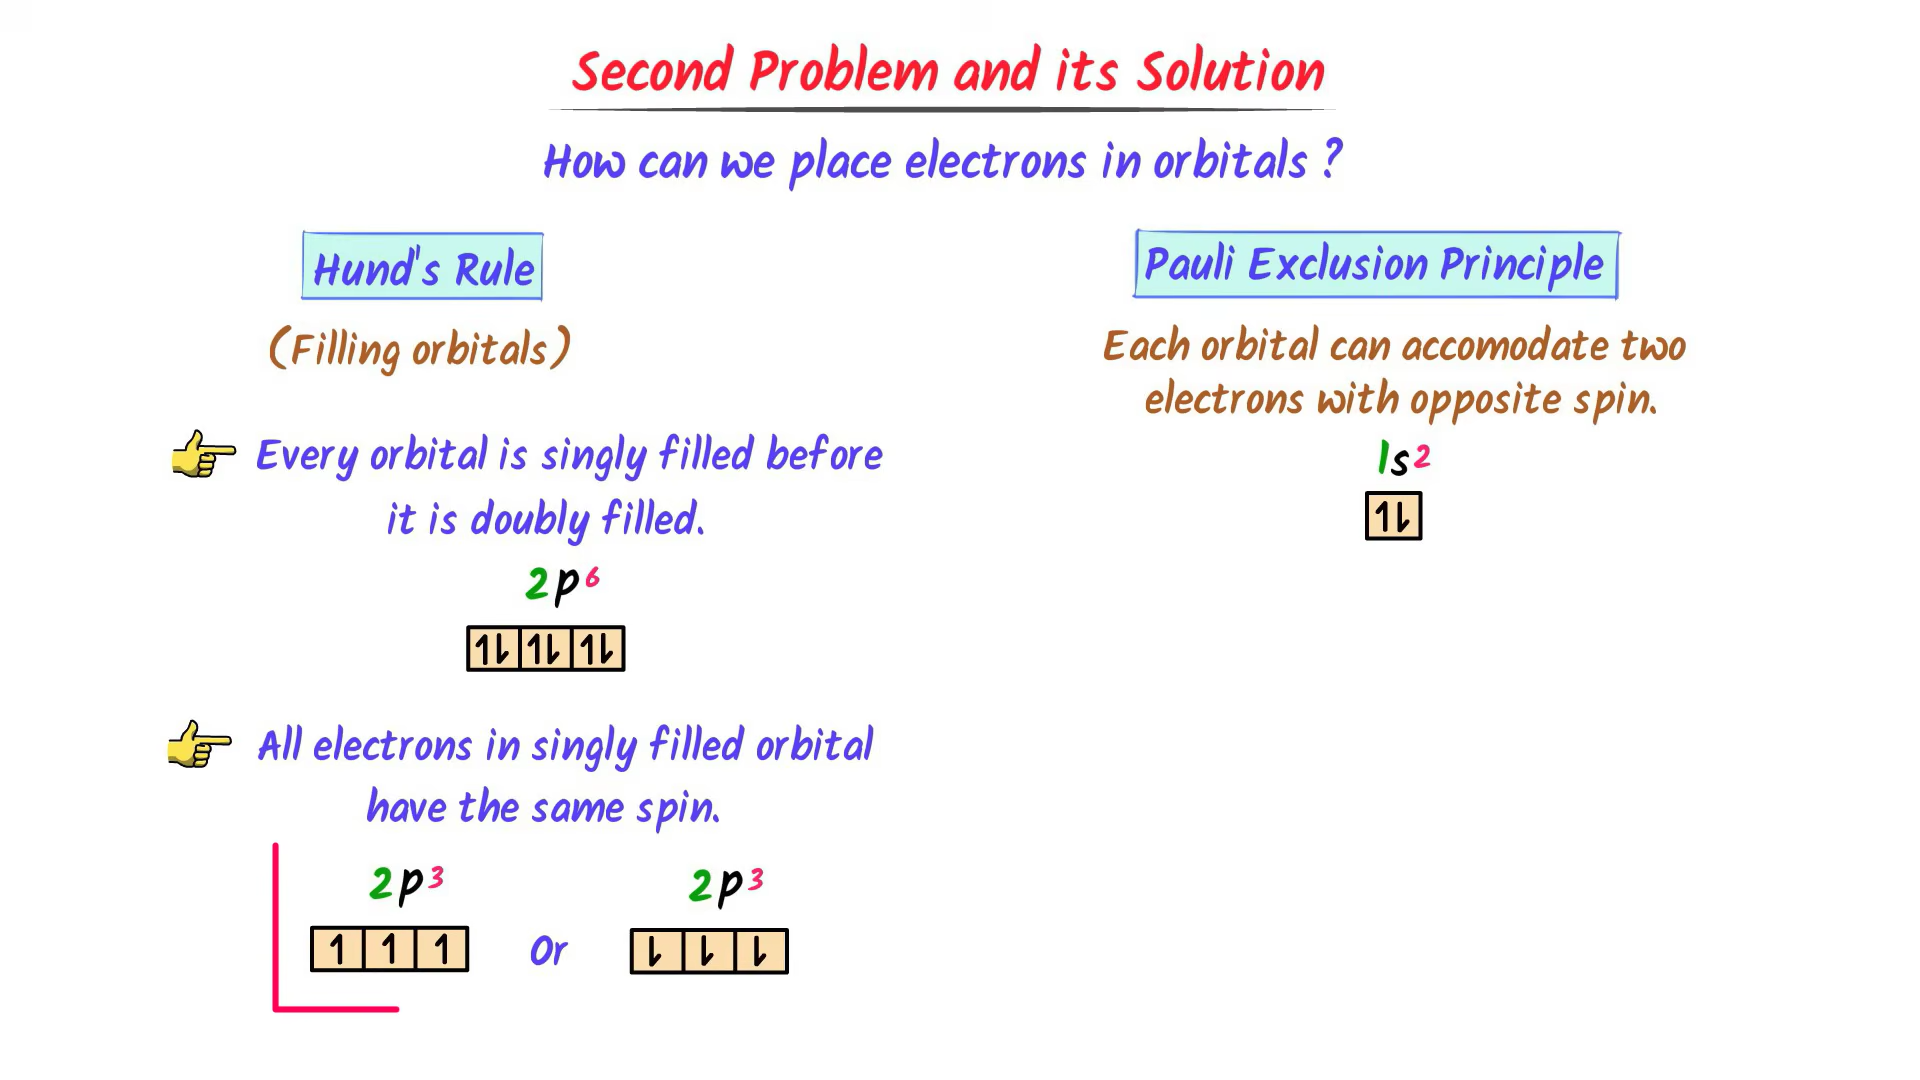 Second Problem and its Solution
How can we place electrons in orbitals ?
Hund's Rule
(Filling orbitals)
Every orbital is singly filled before
it is doubly filled.
2p⁶
↿⇂ ↿⇂ ↿⇂
All electrons in singly filled orbital
have the same spin.
2p³
↿ ↿ ↿
Or
2p³
⇂ ⇂ ⇂
Pauli Exclusion Principle
Each orbital can accomodate two
electrons with opposite spin.
1s²
↿⇂